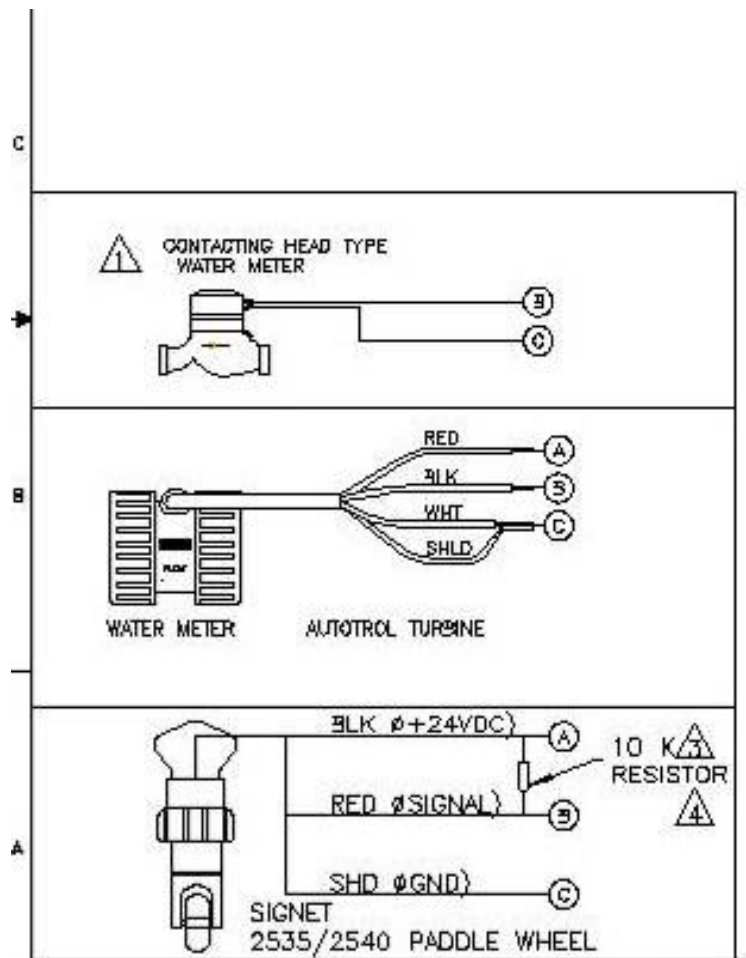 C
1
CONTACTING HEAD TYPE
WATER METER
B
C
B
RED
A
BLK
B
WHT
C
SHLD
FLOW
WATER METER
AUTOTROL TURBINE
BLK (+24VDC)
A
10 K 3
RESISTOR
4
RED (SIGNAL)
B
A
SHD (GND)
C
SIGNET
2535/2540 PADDLE WHEEL